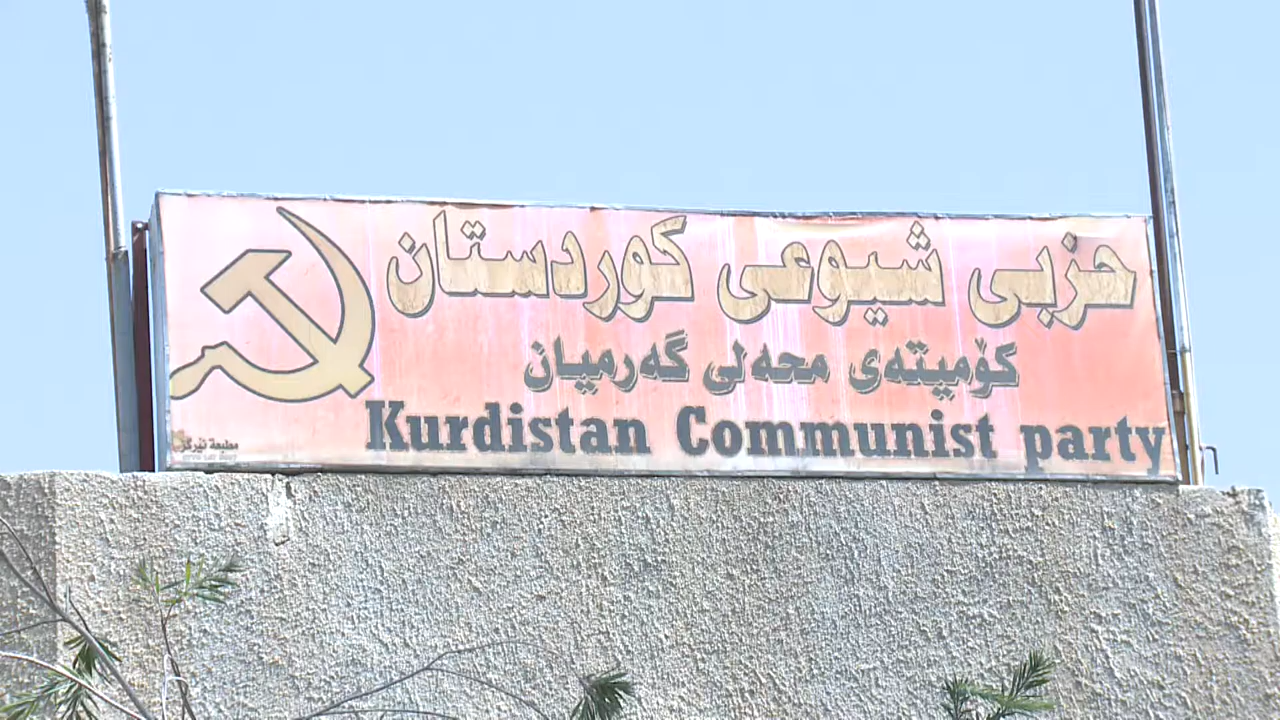 حزبی شیوعی کوردستان
کۆمیتەی محەلی گەرمیان
Kurdistan Communist party